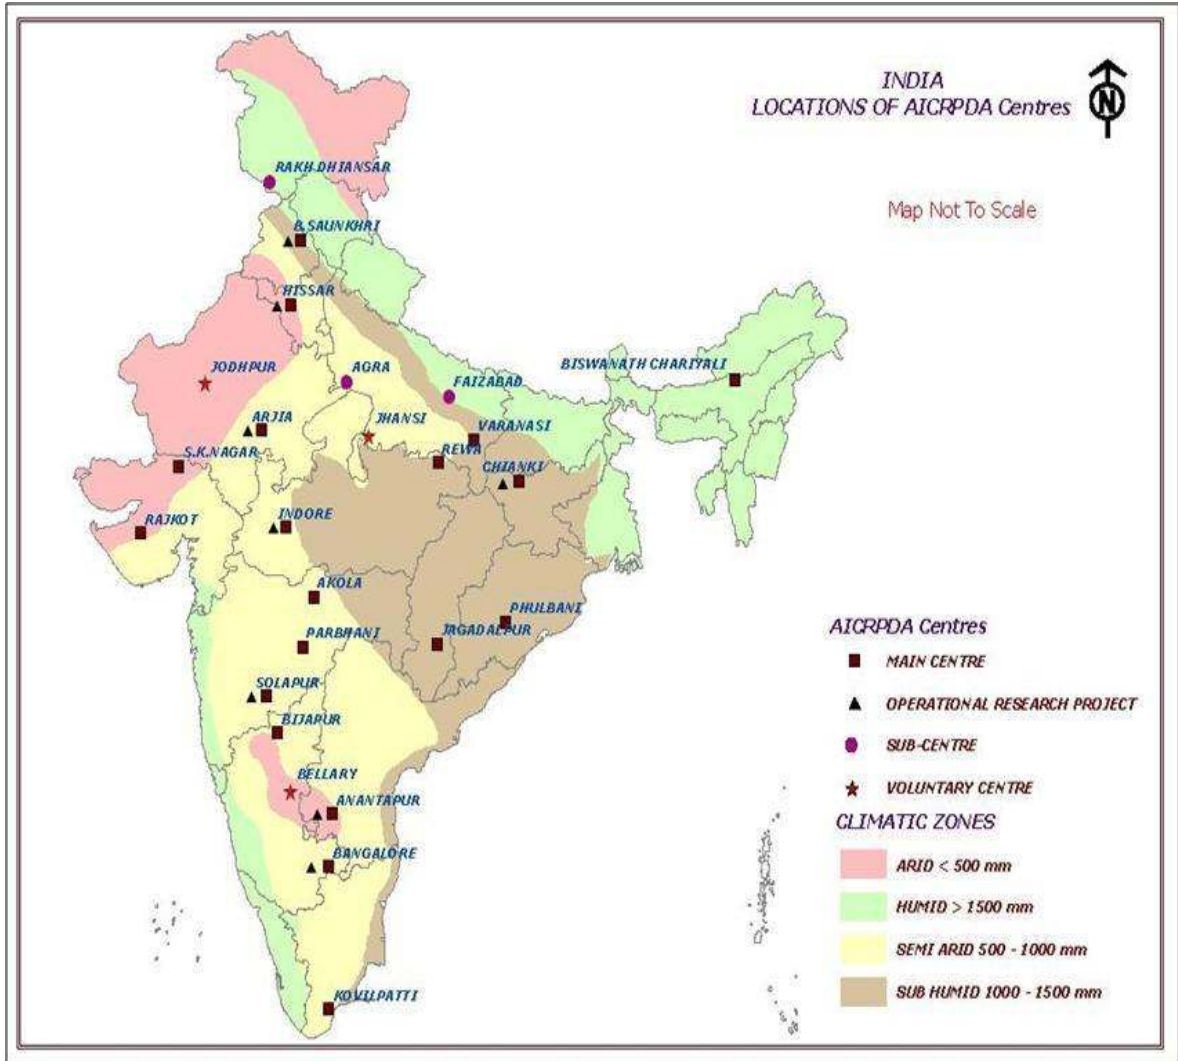 INDIA
LOCATIONS OF AICRPDA Centres
N
Map Not To Scale
RAKH.DHIANSAR
B.SAUNKHRI
HISSAR
JODHPUR
AGRA
FAIZABAD
BISWANATH CHARIYALI
ARJIA
JHANSI
VARANASI
S.K.NAGAR
REWA
CHIANKI
RAJKOT
INDORE
AKOLA
PHULBANI
PARBHANI
JAGADALPUR
SOLAPUR
BIJAPUR
BELLARY
ANANTAPUR
BANGALORE
KOVILPATTI
AICRPDA Centres
MAIN CENTRE
OPERATIONAL RESEARCH PROJECT
SUB-CENTRE
VOLUNTARY CENTRE
CLIMATIC ZONES
ARID < 500 mm
HUMID > 1500 mm
SEMI ARID 500 - 1000 mm
SUB HUMID 1000 - 1500 mm